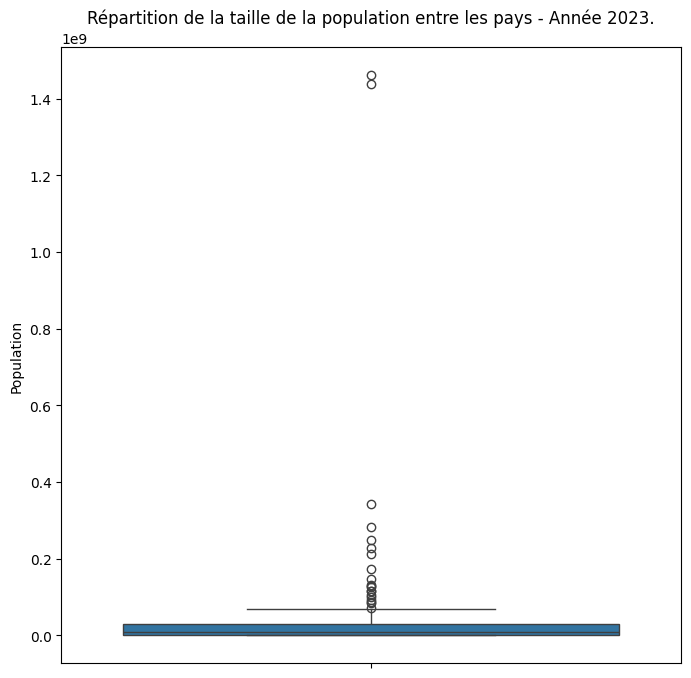 Répartition de la taille de la population entre les pays - Année 2023.
1e9
1.4
1.2
1.0
0.8
0.6
0.4
0.2
0.0
Population